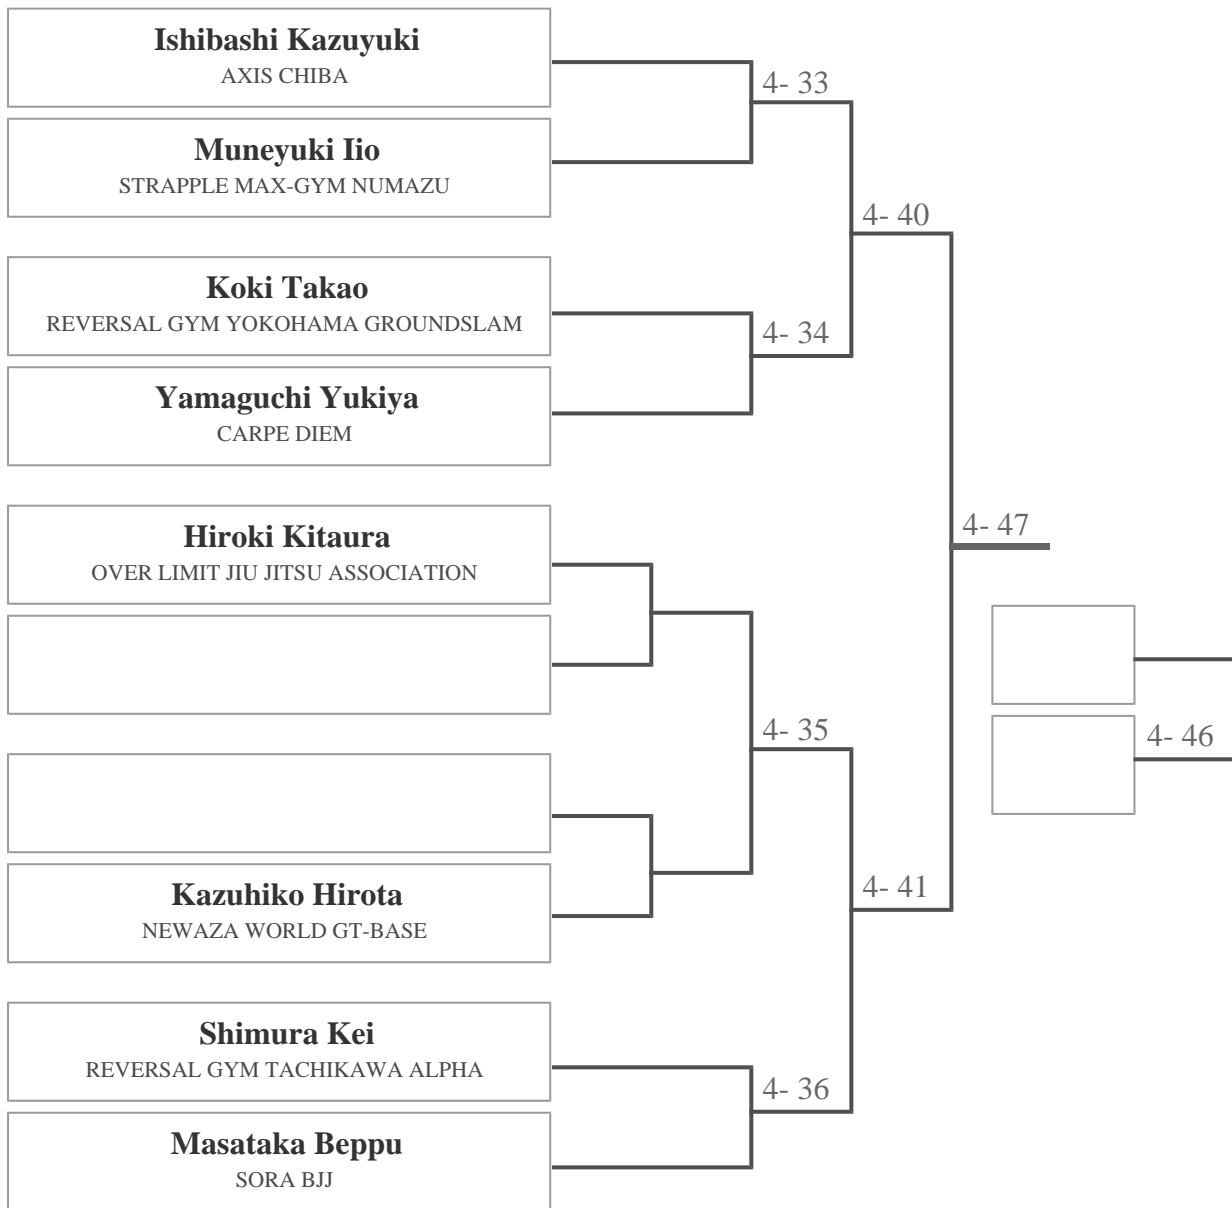 Ishibashi Kazuyuki
AXIS CHIBA
4- 33
Muneyuki Iio
STRAPPLE MAX-GYM NUMAZU
4- 40
Koki Takao
REVERSAL GYM YOKOHAMA GROUNDSLAM
4- 34
Yamaguchi Yukiya
CARPE DIEM
Hiroki Kitaura
OVER LIMIT JIU JITSU ASSOCIATION
4- 47
4- 35
4- 46
Kazuhiko Hirota
NEWAZA WORLD GT-BASE
4- 41
Shimura Kei
REVERSAL GYM TACHIKAWA ALPHA
4- 36
Masataka Beppu
SORA BJJ